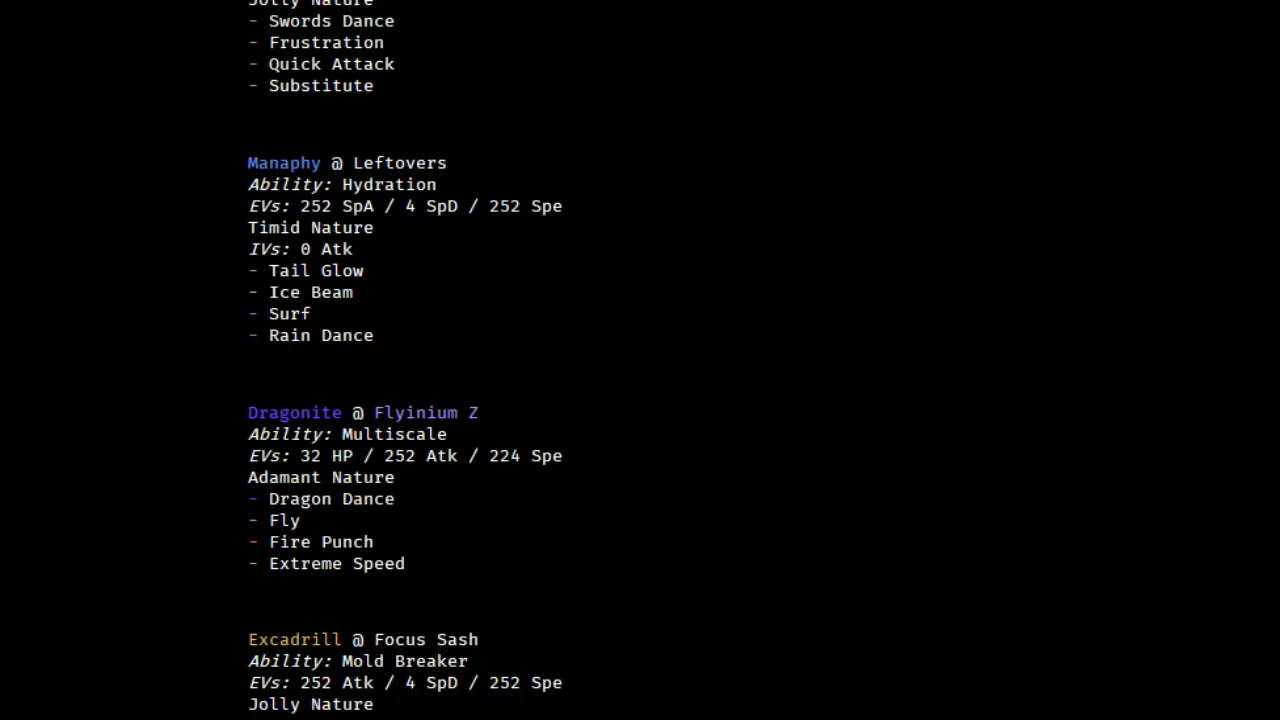 Jolly Nature
- Swords Dance
- Frustration
- Quick Attack
- Substitute
Manaphy @ Leftovers
Ability: Hydration
EVs: 252 SpA / 4 SpD / 252 Spe
Timid Nature
IVs: 0 Atk
- Tail Glow
- Ice Beam
- Surf
- Rain Dance
Dragonite @ Flyinium Z
Ability: Multiscale
EVs: 32 HP / 252 Atk / 224 Spe
Adamant Nature
- Dragon Dance
- Fly
- Fire Punch
- Extreme Speed
Excadrill @ Focus Sash
Ability: Mold Breaker
EVs: 252 Atk / 4 SpD / 252 Spe
Jolly Nature